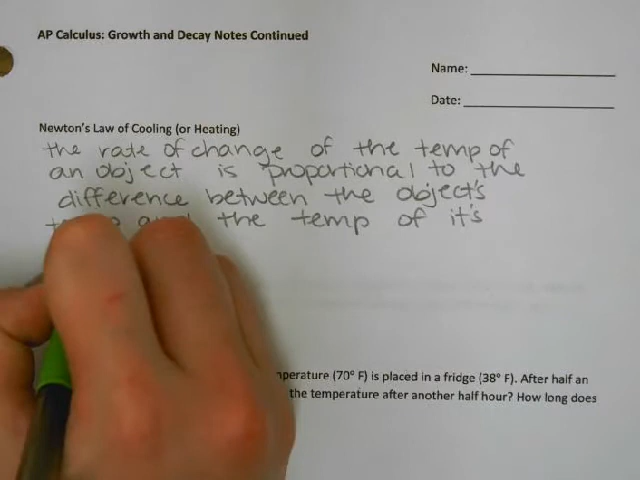 AP Calculus: Growth and Decay Notes Continued
Name:
Date:
Newton's Law of Cooling (or Heating)
the rate of change of the temp of
an object is proportional to the
difference between the object's
the temp of it's
(70° F) is placed in a fridge (38° F). After half an
the temperature after another half hour? How long does